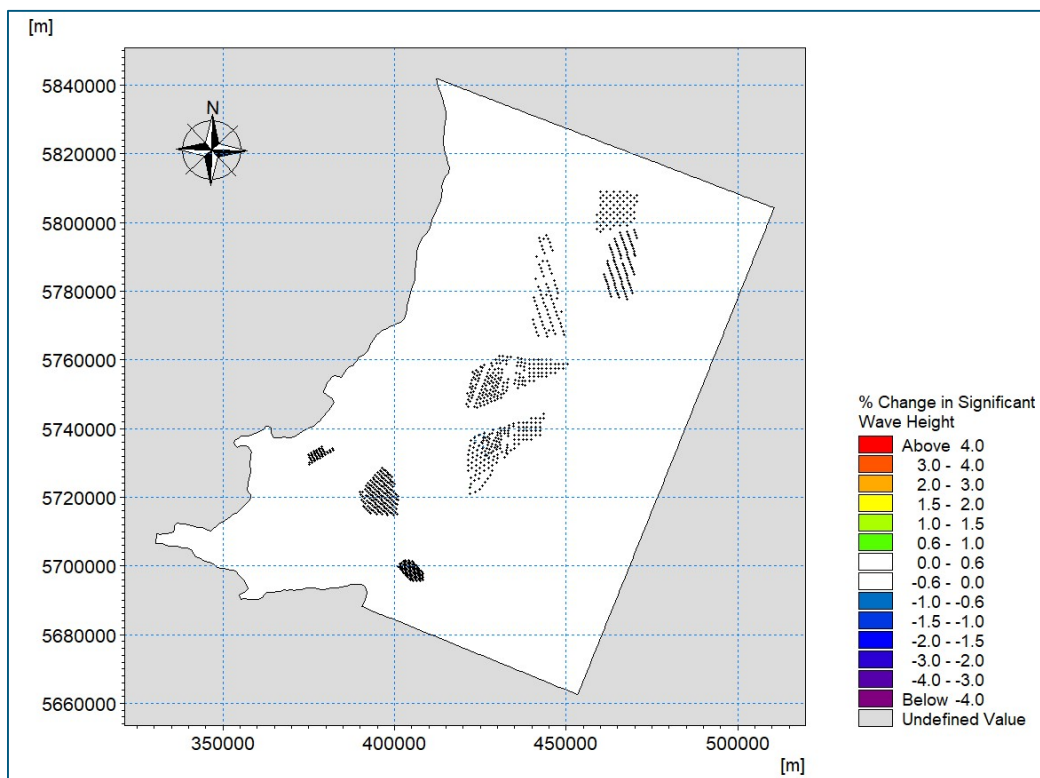 [m]
N
5840000
5820000
5800000
5780000
5760000
5740000
5720000
5700000
5680000
5660000
350000 400000 450000 500000
[m]
% Change in Significant
Wave Height
Above 4.0
3.0 - 4.0
2.0 - 3.0
1.5 - 2.0
1.0 - 1.5
0.6 - 1.0
0.0 - 0.6
-0.6 - 0.0
-1.0 - -0.6
-1.5 - -1.0
-2.0 - -1.5
-3.0 - -2.0
-4.0 - -3.0
Below -4.0
Undefined Value